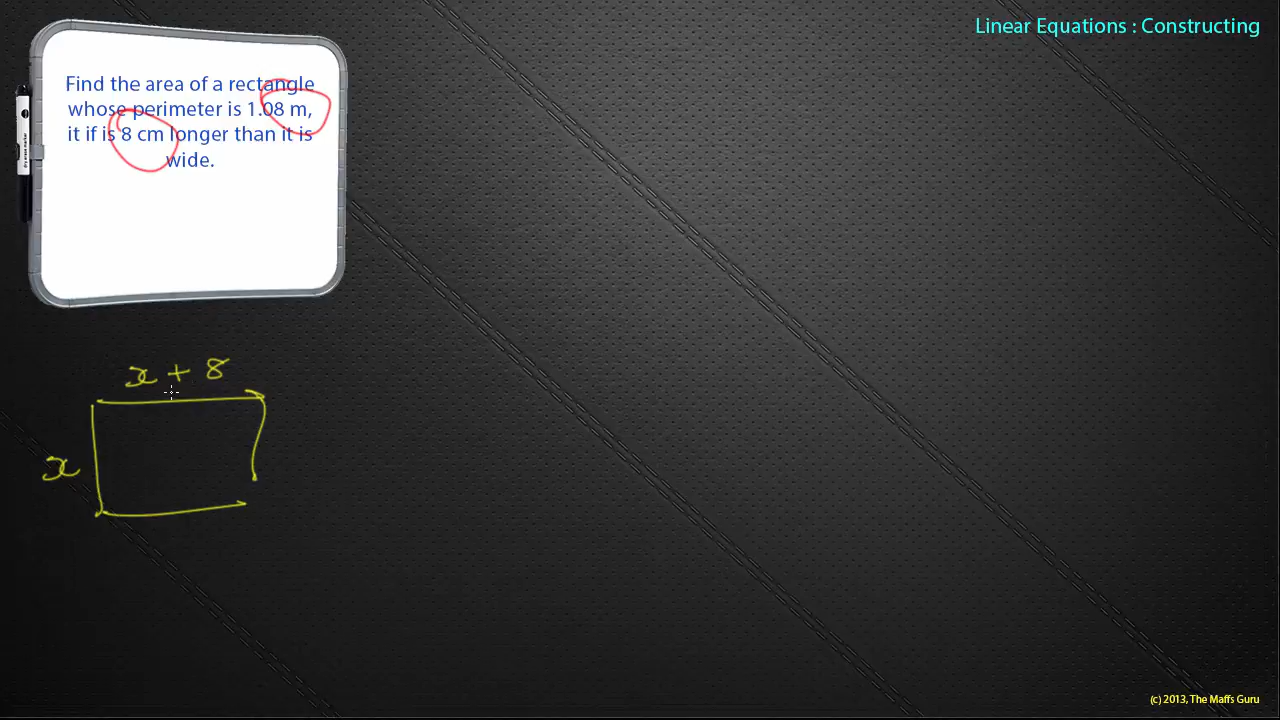 Linear Equations : Constructing
Find the area of a rectangle
whose perimeter is 1.08 m,
it if is 8 cm longer than it is
wide.
x + 8
x
(c) 2013, The Maffs Guru